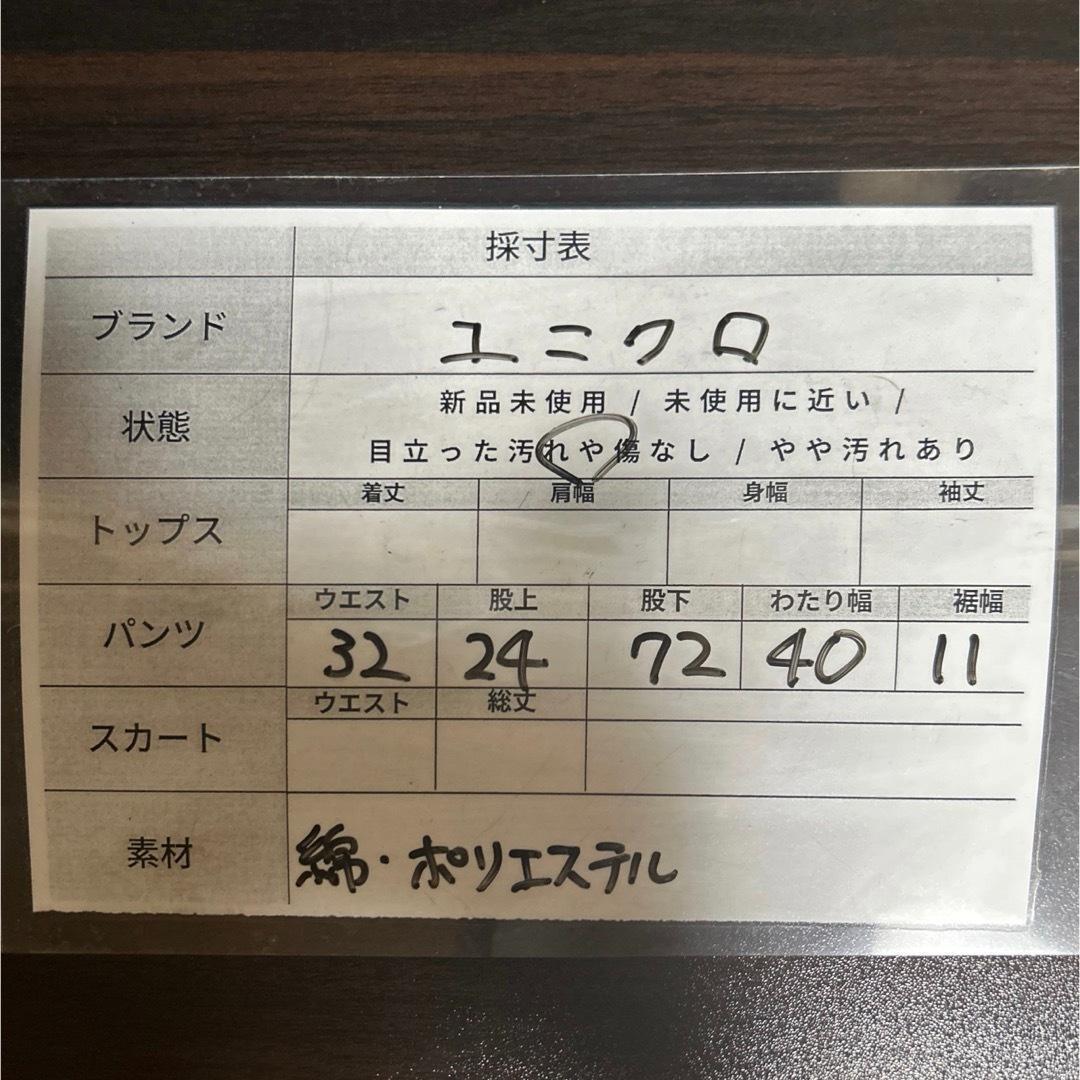 採寸表
ブランド ユニクロ
状態 新品未使用 / 未使用に近い /
目立った汚れや傷なし / やや汚れあり
トップス 着丈 肩幅 身幅 袖丈
パンツ ウエスト 股上 股下 わたり幅 裾幅
32 24 72 40 11
スカート ウエスト 総丈
素材 綿・ポリエステル